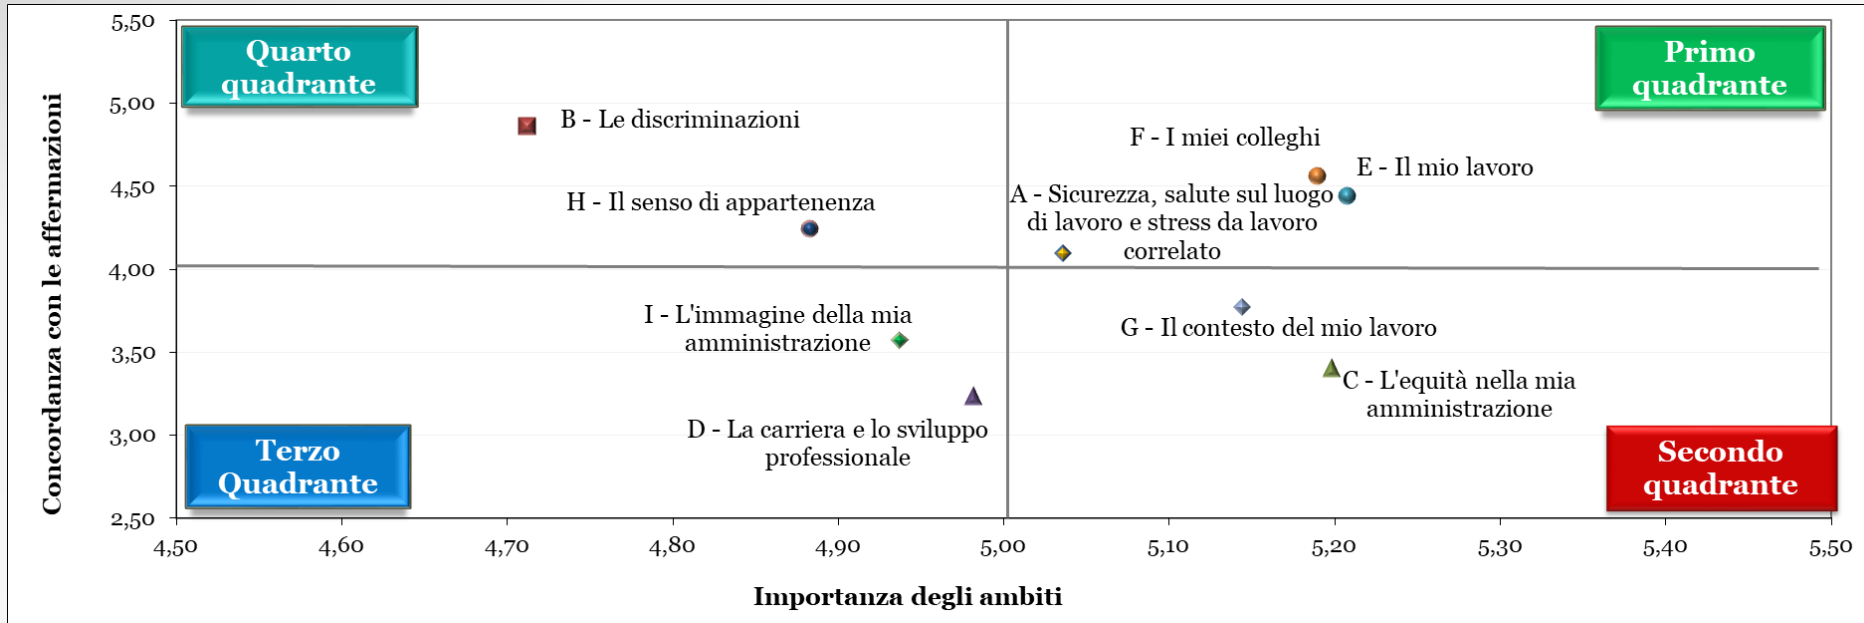 5,50
5,00
4,50
4,00
3,50
3,00
2,50
Concordanza con le affermazioni
Quarto
quadrante
Primo
quadrante
B - Le discriminazioni
F - I miei colleghi
E - Il mio lavoro
A - Sicurezza, salute sul luogo
di lavoro e stress da lavoro
correlato
H - Il senso di appartenenza
I - L'immagine della mia
amministrazione
G - Il contesto del mio lavoro
C - L'equità nella mia
amministrazione
D - La carriera e lo sviluppo
professionale
Terzo
Quadrante
Secondo
quadrante
4,50 4,60 4,70 4,80 4,90 5,00 5,10 5,20 5,30 5,40 5,50
Importanza degli ambiti